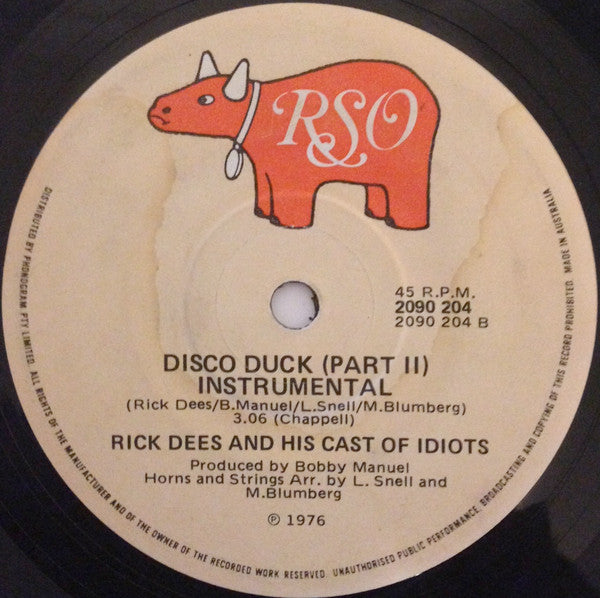 RSO
45 R.P.M.
2090 204
2090 204 B
DISCO DUCK (PART II)
INSTRUMENTAL
(Rick Dees/B.Manuel/L.Snell/M.Blumberg)
3.06 (Chappell)
RICK DEES AND HIS CAST OF IDIOTS
Produced by Bobby Manuel
Horns and Strings Arr. by L. Snell and
M.Blumberg
℗ 1976
DISTRIBUTED BY PHONOGRAM PTY LIMITED. ALL RIGHTS OF THE MANUFACTURER AND OF THE OWNER OF THE RECORDED WORK RESERVED. UNAUTHORISED PUBLIC PERFORMANCE, BROADCASTING AND COPYING OF THIS RECORD PROHIBITED. MADE IN AUSTRALIA